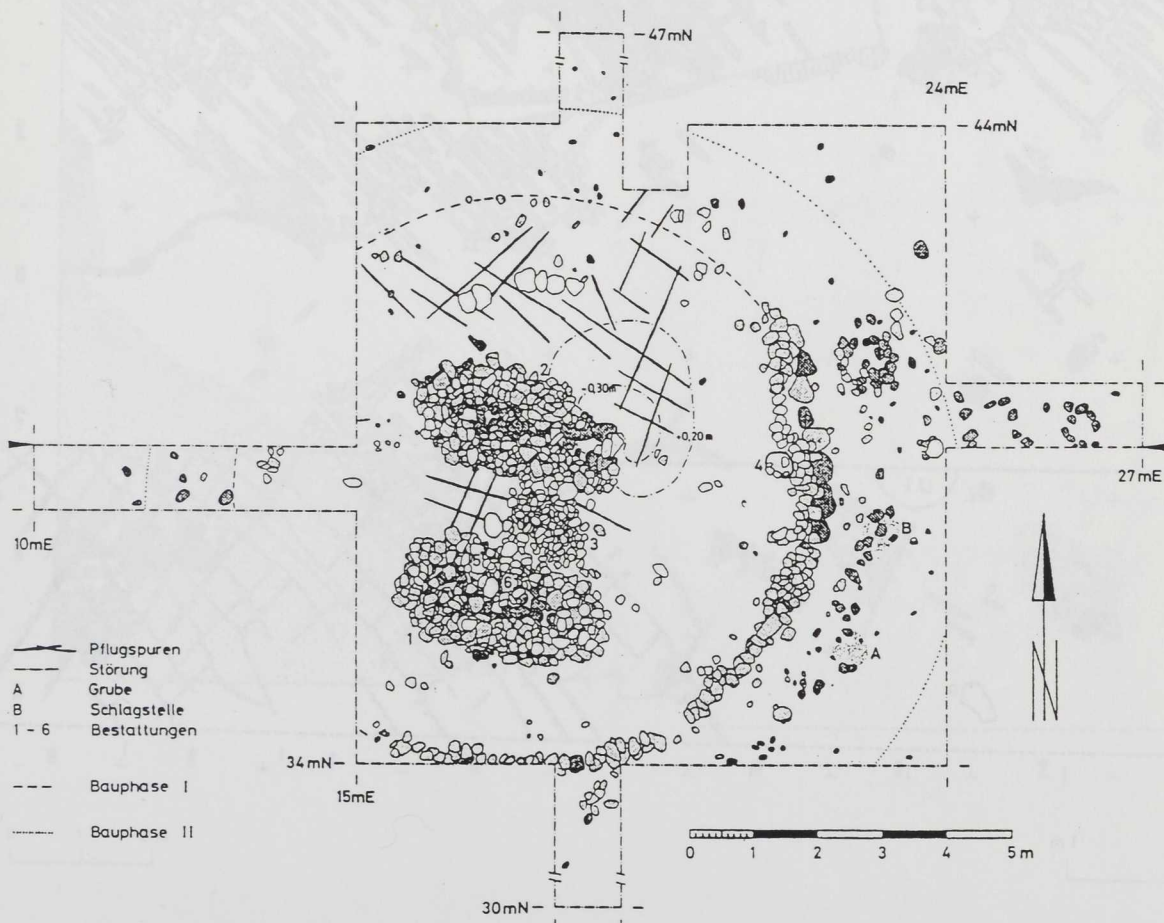 47mN
24mE
44mN
2
-0,30m
+0,20m
4
27mE
10mE
B
3
5
6
1
A
Pflugspuren
Störung
A Grube
B Schlagstelle
1 - 6 Bestattungen
34mN
15mE
Bauphase I
Bauphase II
N
0 1 2 3 4 5m
30mN